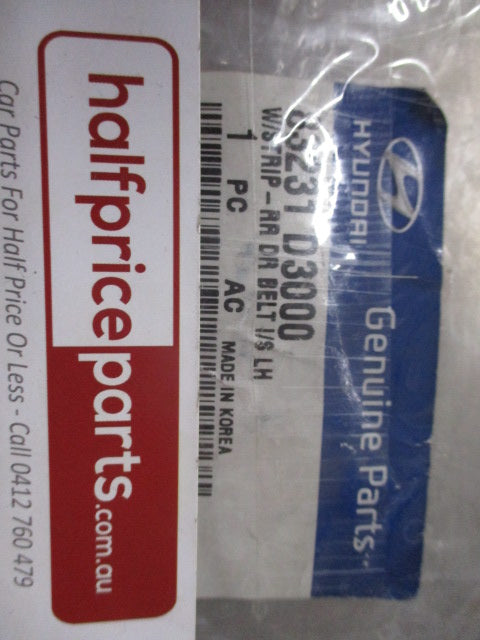 HYUNDAI Genuine Parts
83231 D3000
W/STRIP-RR DR BELT I/S LH
1 PC AC MADE IN KOREA
halfpriceparts.com.au
Car Parts For Half Price Or Less - Call 0412 760 479